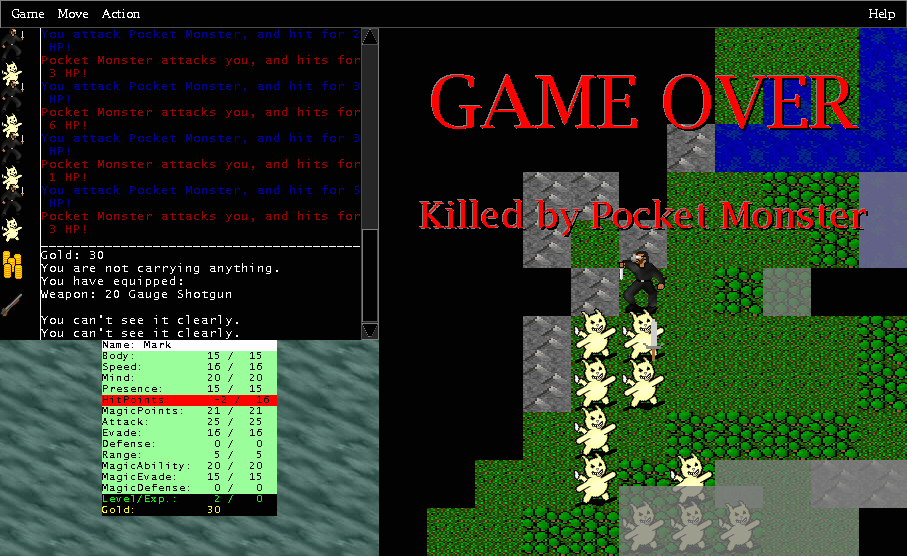 Game Move Action Help
You attack Pocket Monster, and hit for 2
HP!
Pocket Monster attacks you, and hits for
3 HP!
You attack Pocket Monster, and hit for 3
HP!
Pocket Monster attacks you, and hits for
6 HP!
You attack Pocket Monster, and hit for 3
HP!
Pocket Monster attacks you, and hits for
1 HP!
You attack Pocket Monster, and hit for 5
HP!
Pocket Monster attacks you, and hits for
3 HP!
Gold: 30
You are not carrying anything.
You have equipped:
Weapon: 20 Gauge Shotgun
You can't see it clearly.
You can't see it clearly.
Name: Mark
Body: 15 / 15
Speed: 16 / 16
Mind: 20 / 20
Presence: 15 / 15
HitPoints: -2 / 16
MagicPoints: 21 / 21
Attack: 25 / 25
Evade: 16 / 16
Defense: 0 / 0
Range: 5 / 5
MagicAbility: 20 / 20
MagicEvade: 15 / 15
MagicDefense: 0 / 0
Level/Exp.: 2 / 0
Gold: 30
GAME OVER
Killed by Pocket Monster